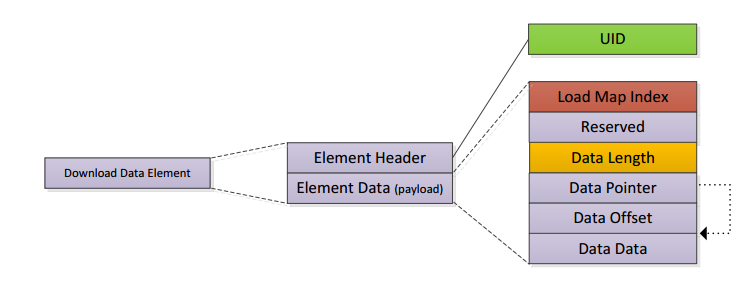 UID
Load Map Index
Reserved
Element Header
Data Length
Download Data Element
Element Data (payload)
Data Pointer
Data Offset
Data Data